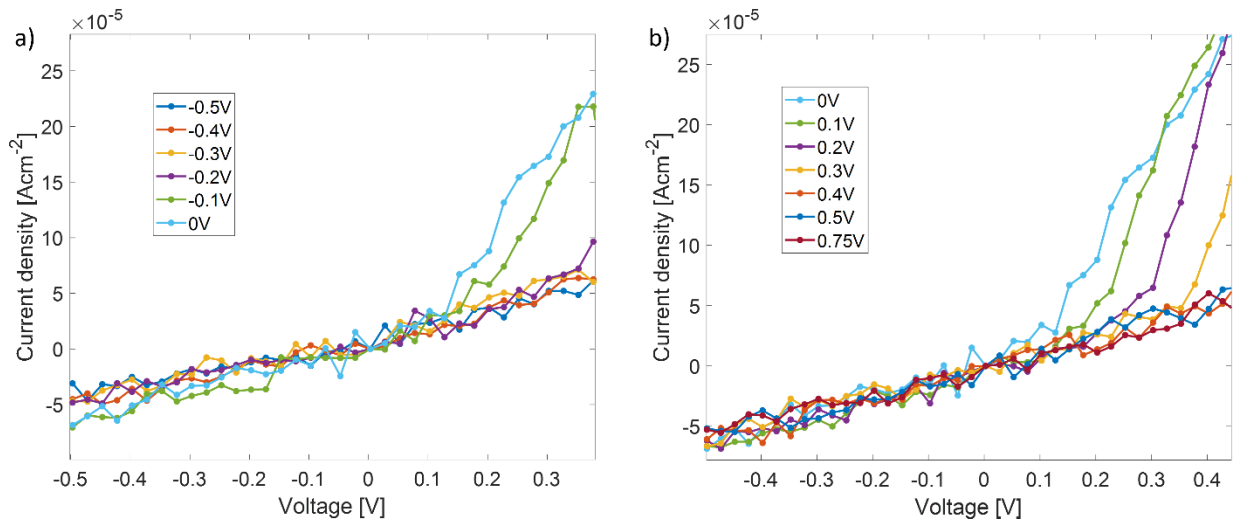 a)
×10⁻⁵
25
20
15
10
5
0
-5
Current density [Acm⁻²]
-0.5V
-0.4V
-0.3V
-0.2V
-0.1V
0V
-0.5 -0.4 -0.3 -0.2 -0.1 0 0.1 0.2 0.3
Voltage [V]
b)
×10⁻⁵
25
20
15
10
5
0
-5
Current density [Acm⁻²]
0V
0.1V
0.2V
0.3V
0.4V
0.5V
0.75V
-0.4 -0.3 -0.2 -0.1 0 0.1 0.2 0.3 0.4
Voltage [V]